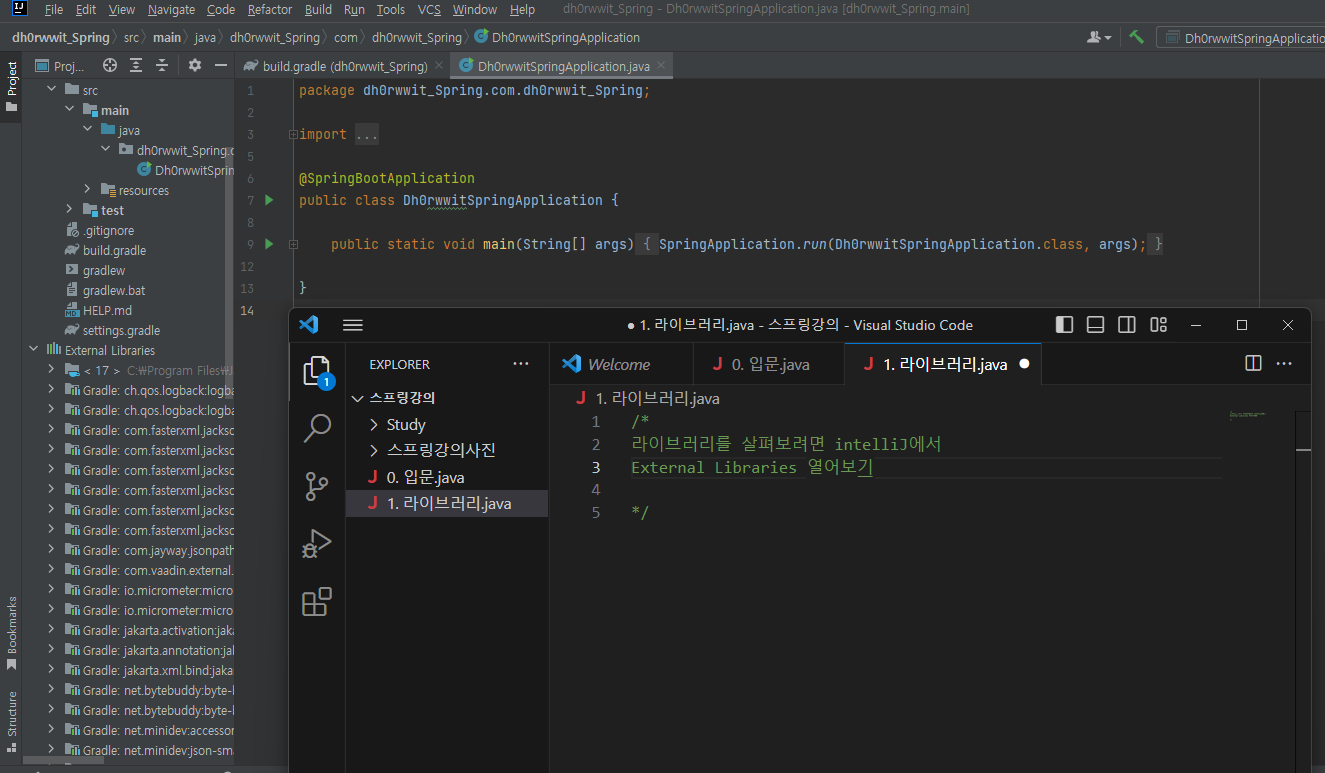 File Edit View Navigate Code Refactor Build Run Tools VCS Window Help dh0rwwit_Spring - Dh0rwwitSpringApplication.java [dh0rwwit_Spring.main]
dh0rwwit_Spring src main java dh0rwwit_Spring com dh0rwwit_Spring Dh0rwwitSpringApplication Dh0rwwitSpringApplicatio
Project
Proj...
build.gradle (dh0rwwit_Spring) Dh0rwwitSpringApplication.java
src
main
java
dh0rwwit_Spring.c
Dh0rwwitSprin
resources
test
.gitignore
build.gradle
gradlew
gradlew.bat
HELP.md
settings.gradle
External Libraries
< 17 > C:₩Program Files₩J
Gradle: ch.qos.logback:logba
Gradle: ch.qos.logback:logba
Gradle: com.fasterxml.jackso
Gradle: com.fasterxml.jackso
Gradle: com.fasterxml.jackso
Gradle: com.fasterxml.jackso
Gradle: com.fasterxml.jackso
Gradle: com.fasterxml.jackso
Gradle: com.jayway.jsonpath
Gradle: com.vaadin.external.
Gradle: io.micrometer:micro
Gradle: io.micrometer:micro
Gradle: jakarta.activation:jaka
Gradle: jakarta.annotation:jal
Gradle: jakarta.xml.bind:jakar
Gradle: net.bytebuddy:byte-l
Gradle: net.bytebuddy:byte-l
Gradle: net.minidev:accessor
Gradle: net.minidev:json-sma
Bookmarks
Structure
1 package dh0rwwit_Spring.com.dh0rwwit_Spring;
2
3 import ...
5
6 @SpringBootApplication
7 public class Dh0rwwitSpringApplication {
8
9 public static void main(String[] args) { SpringApplication.run(Dh0rwwitSpringApplication.class, args); }
12
13 }
14
● 1. 라이브러리.java - 스프링강의 - Visual Studio Code
1
EXPLORER ...
스프링강의
Study
스프링강의사진
J 0. 입문.java
J 1. 라이브러리.java
Welcome J 0. 입문.java J 1. 라이브러리.java ●
J 1. 라이브러리.java
1 /*
2 라이브러리를 살펴보려면 intelliJ에서
3 External Libraries 열어보기
4
5 */